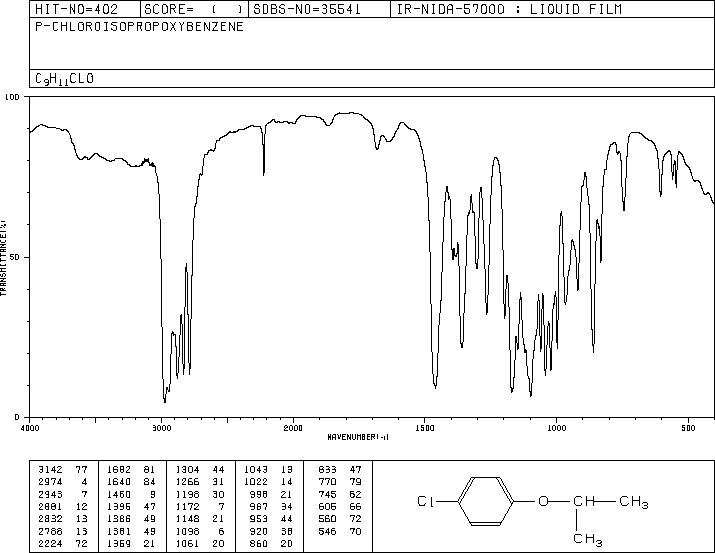 HIT-NO=402 SCORE= ( ) SDBS-NO=35541 IR-NIDA-57000 : LIQUID FILM
P-CHLOROISOPROPOXYBENZENE
C9H11CLO
100
50
0
TRANSMITTANCE(%)
4000 3000 2000 1500 1000 500
WAVENUMBER(-1)
3142 77 1682 81 1304 44 1043 13 833 47
2974 4 1640 84 1266 31 1022 14 770 79
2943 7 1460 9 1198 30 998 21 745 62
2881 12 1396 47 1172 7 967 34 606 66
2832 13 1386 49 1148 21 953 44 560 72
2788 13 1381 49 1098 6 920 38 546 70
2224 72 1359 21 1061 20 860 20
Cl O CH CH3
CH3